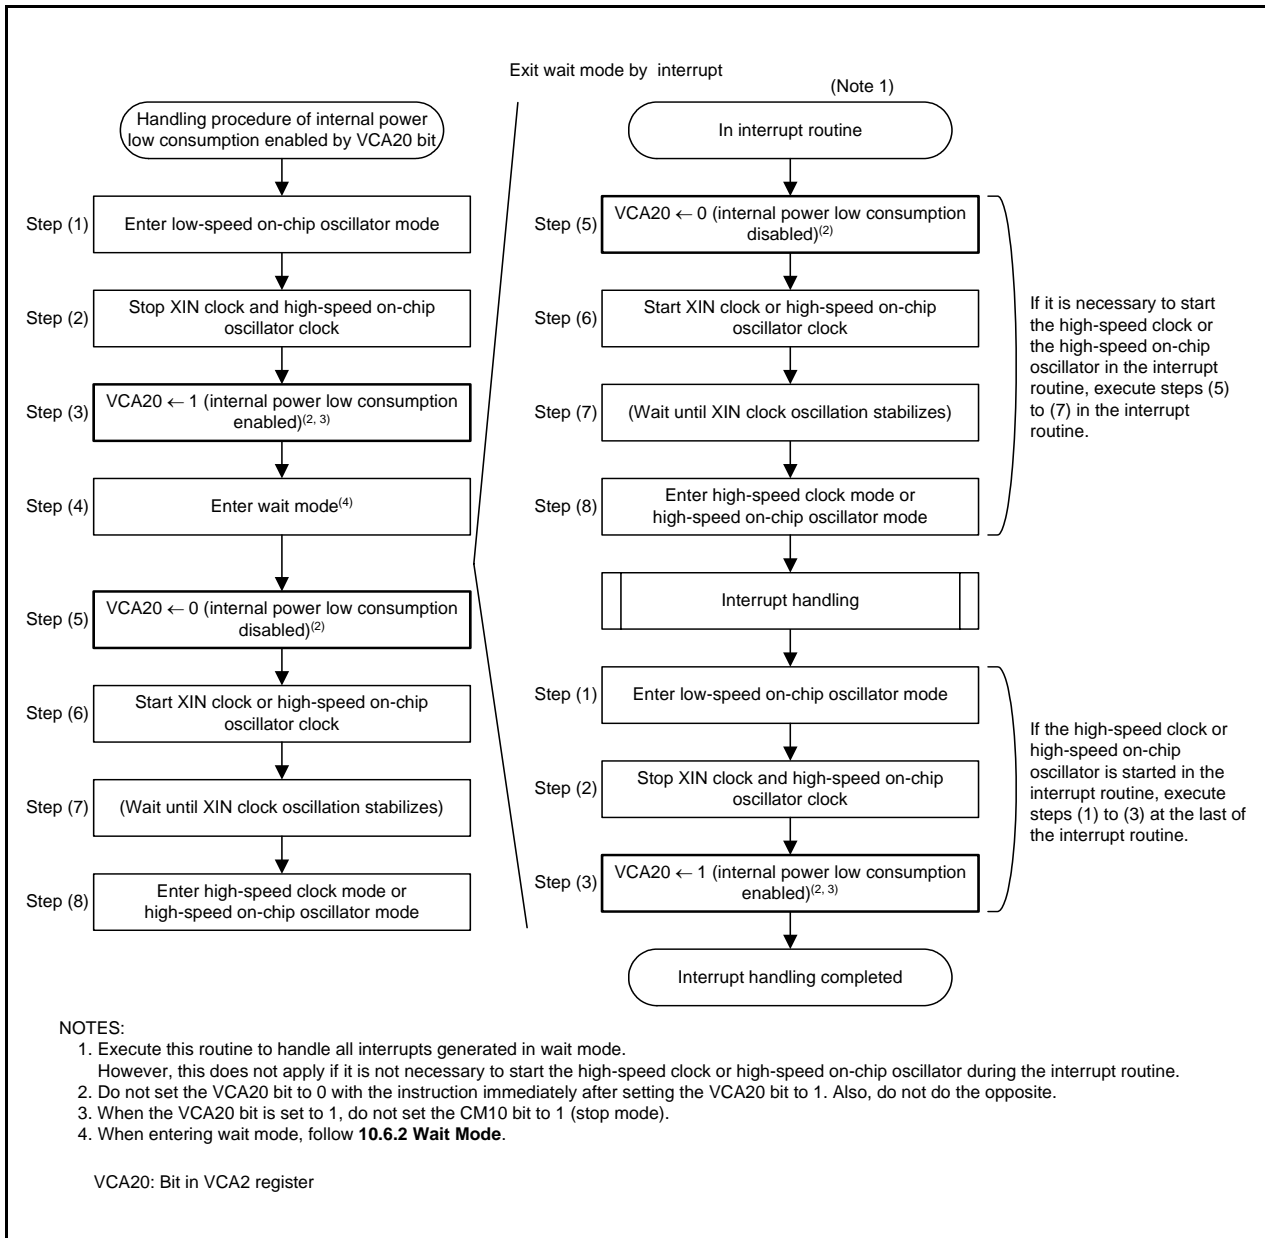 Exit wait mode by interrupt
(Note 1)
Handling procedure of internal power
low consumption enabled by VCA20 bit
Step (1)
Enter low-speed on-chip oscillator mode
Step (2)
Stop XIN clock and high-speed on-chip
oscillator clock
Step (3)
VCA20 ← 1 (internal power low consumption
enabled)(2, 3)
Step (4)
Enter wait mode(4)
Step (5)
VCA20 ← 0 (internal power low consumption
disabled)(2)
Step (6)
Start XIN clock or high-speed on-chip
oscillator clock
Step (7)
(Wait until XIN clock oscillation stabilizes)
Step (8)
Enter high-speed clock mode or
high-speed on-chip oscillator mode
In interrupt routine
Step (5)
VCA20 ← 0 (internal power low consumption
disabled)(2)
Step (6)
Start XIN clock or high-speed on-chip
oscillator clock
Step (7)
(Wait until XIN clock oscillation stabilizes)
Step (8)
Enter high-speed clock mode or
high-speed on-chip oscillator mode
If it is necessary to start
the high-speed clock or
the high-speed on-chip
oscillator in the interrupt
routine, execute steps (5)
to (7) in the interrupt
routine.
Interrupt handling
Step (1)
Enter low-speed on-chip oscillator mode
Step (2)
Stop XIN clock and high-speed on-chip
oscillator clock
Step (3)
VCA20 ← 1 (internal power low consumption
enabled)(2, 3)
If the high-speed clock or
high-speed on-chip
oscillator is started in the
interrupt routine, execute
steps (1) to (3) at the last of
the interrupt routine.
Interrupt handling completed
NOTES:
1. Execute this routine to handle all interrupts generated in wait mode.
However, this does not apply if it is not necessary to start the high-speed clock or high-speed on-chip oscillator during the interrupt routine.
2. Do not set the VCA20 bit to 0 with the instruction immediately after setting the VCA20 bit to 1. Also, do not do the opposite.
3. When the VCA20 bit is set to 1, do not set the CM10 bit to 1 (stop mode).
4. When entering wait mode, follow 10.6.2 Wait Mode.
VCA20: Bit in VCA2 register